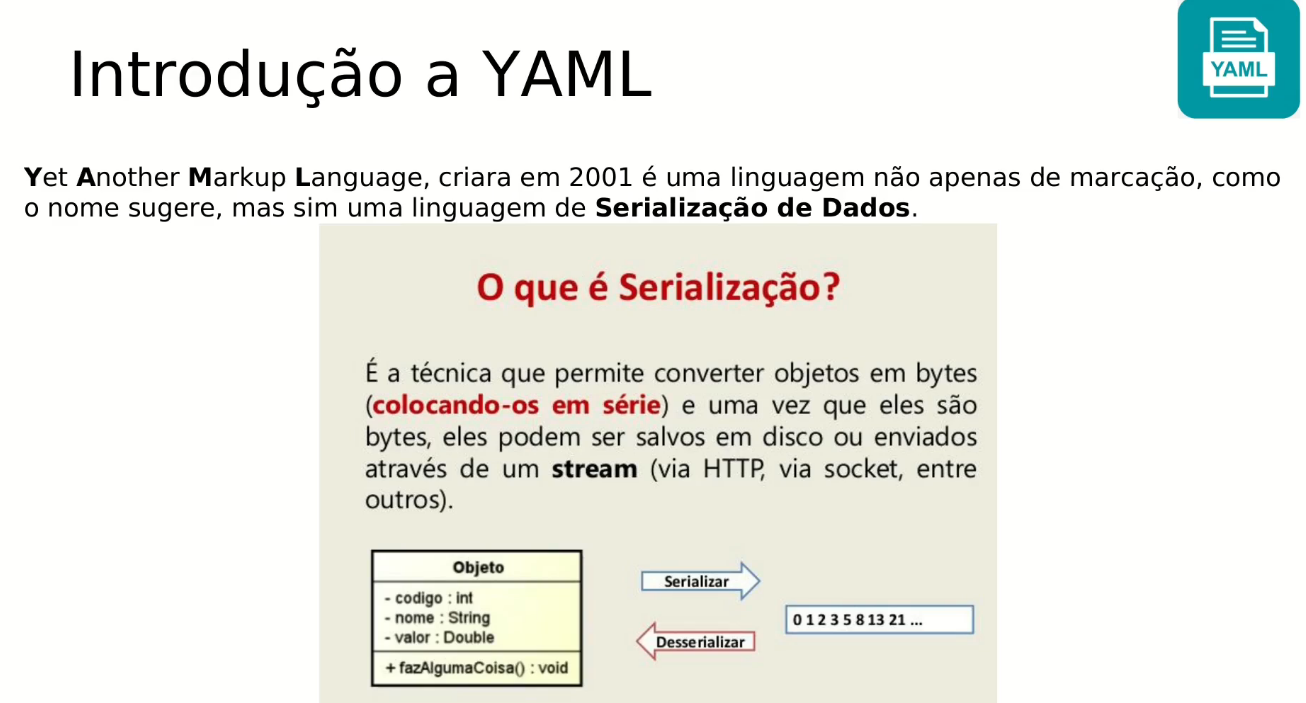 Introdução a YAML
YAML
Yet Another Markup Language, criara em 2001 é uma linguagem não apenas de marcação, como
o nome sugere, mas sim uma linguagem de Serialização de Dados.
O que é Serialização?
É a técnica que permite converter objetos em bytes
(colocando-os em série) e uma vez que eles são
bytes, eles podem ser salvos em disco ou enviados
através de um stream (via HTTP, via socket, entre
outros).
Objeto
- codigo : int
- nome : String
- valor : Double
+ fazAlgumaCoisa() : void
Serializar
Desserializar
0 1 2 3 5 8 13 21 ...